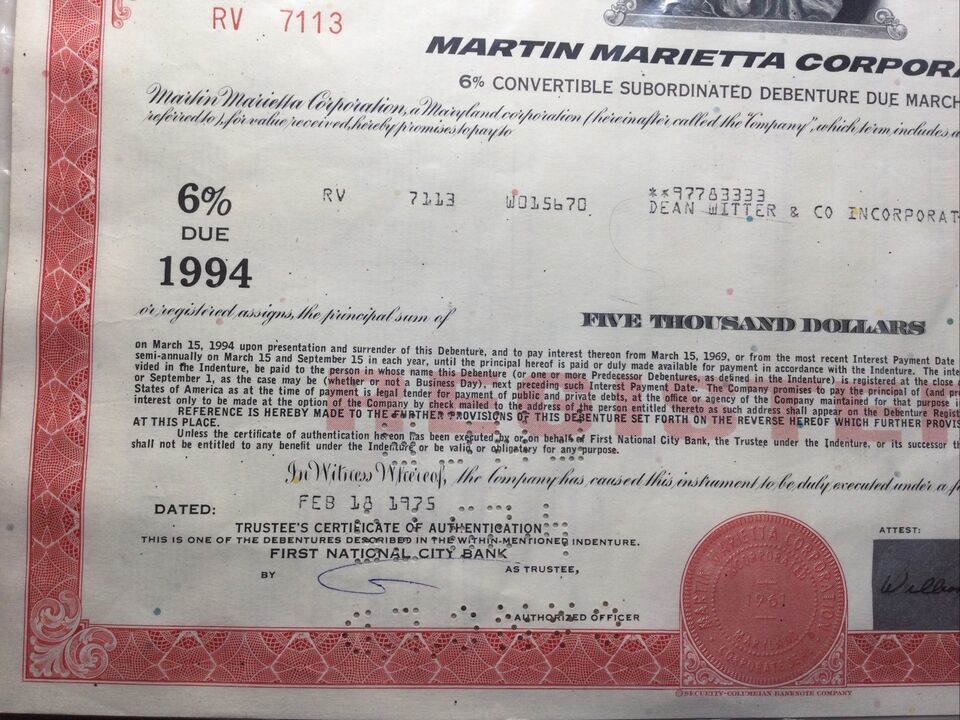 RV 7113
MARTIN MARIETTA CORPORA
6% CONVERTIBLE SUBORDINATED DEBENTURE DUE MARCH
Martin Marietta Corporation, a Maryland corporation (hereinafter called the "Company", which term includes a
referred to), for value received, hereby promises to pay to
6%
DUE
1994
RV 7113 W015670 **97783333
DEAN WITTER & CO INCORPORAT
or registered assigns, the principal sum of FIVE THOUSAND DOLLARS
on March 15, 1994 upon presentation and surrender of this Debenture, and to pay interest thereon from March 15, 1969, or from the most recent Interest Payment Date
semi-annually on March 15 and September 15 in each year, until the principal hereof is paid or duly made available for payment in accordance with the Indenture. The inte
vided in the Indenture, be paid to the person in whose name this Debenture (or one or more Predecessor Debentures, as defined in the Indenture) is registered at the close
or September 1, as the case may be (whether or not a Business Day), next preceding such Interest Payment Date. The Company promises to pay the principal of (and pre
States of America as at the time of payment is legal tender for payment of public and private debts, at the office or agency of the Company maintained for that purpose i
interest only to be made at the option of the Company by check mailed to the address of the person entitled thereto as such address shall appear on the Debenture Regist
REFERENCE IS HEREBY MADE TO THE FURTHER PROVISIONS OF THIS DEBENTURE SET FORTH ON THE REVERSE HEREOF WHICH FURTHER PROVIS
AT THIS PLACE.
Unless the certificate of authentication hereon has been executed by or on behalf of First National City Bank, the Trustee under the Indenture, or its successor th
shall not be entitled to any benefit under the Indenture or be valid or obligatory for any purpose.
In Witness Whereof, the Company has caused this instrument to be duly executed under a
DATED: FEB 18 1975
TRUSTEE'S CERTIFICATE OF AUTHENTICATION
THIS IS ONE OF THE DEBENTURES DESCRIBED IN THE WITHIN-MENTIONED INDENTURE.
FIRST NATIONAL CITY BANK
AS TRUSTEE,
BY
AUTHORIZED OFFICER
MARTIN MARIETTA CORPORATION
1961
ATTEST:
© SECURITY-COLUMBIAN BANKNOTE COMPANY